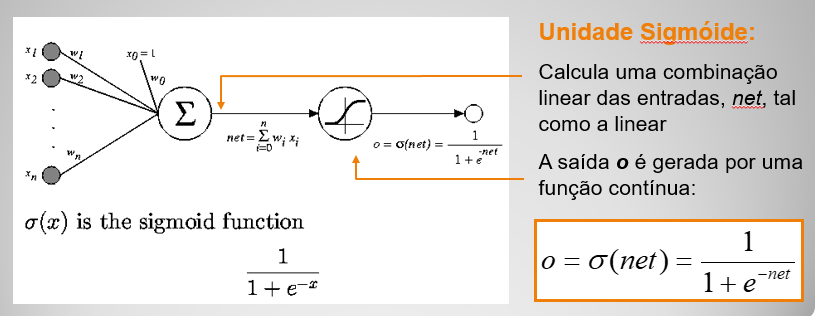 x1 w1 x0 = 1
x2 w2 w0
.
.
.
wn
xn
Σ
net = Σ wi xi
n
i=0
o = σ(net) = 1 / 1 + e^-net
σ(x) is the sigmoid function
1 / 1 + e^−x
Unidade Sigmóide:
Calcula uma combinação
linear das entradas, net, tal
como a linear
A saída o é gerada por uma
função contínua:
o = σ(net) = 1 / 1 + e^−net